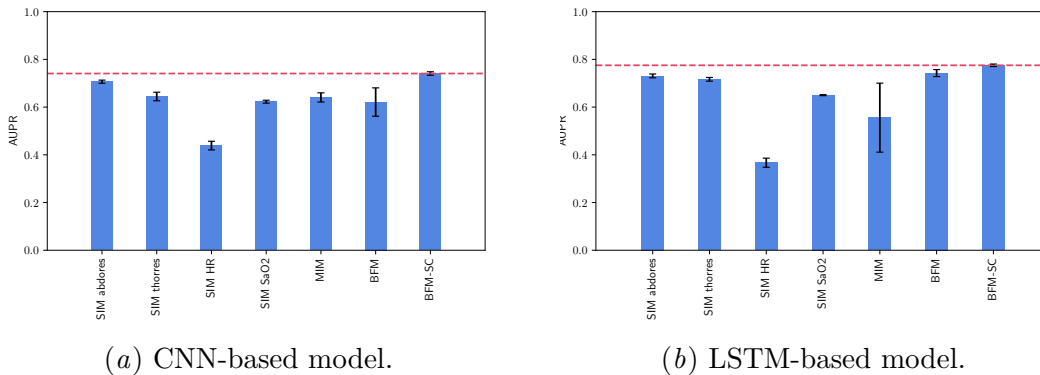 1.0
0.8
0.6
0.4
0.2
0.0
AUPR
SIM abdores
SIM thorres
SIM HR
SIM SaO2
MIM
BFM
BFM-SC
(a) CNN-based model.
1.0
0.8
0.6
0.4
0.2
0.0
AUPR
SIM abdores
SIM thorres
SIM HR
SIM SaO2
MIM
BFM
BFM-SC
(b) LSTM-based model.